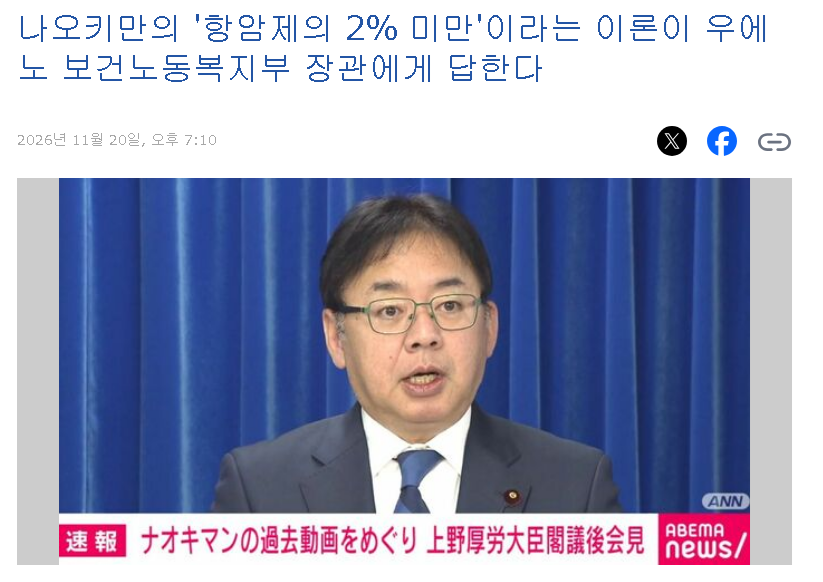 나오키만의 '항암제의 2% 미만'이라는 이론이 우에
노 보건노동복지부 장관에게 답한다
2026년 11월 20일, 오후 7:10
ANN
速報 ナオキマンの過去動画をめぐり 上野厚労大臣閣議後会見 ABEMA news/